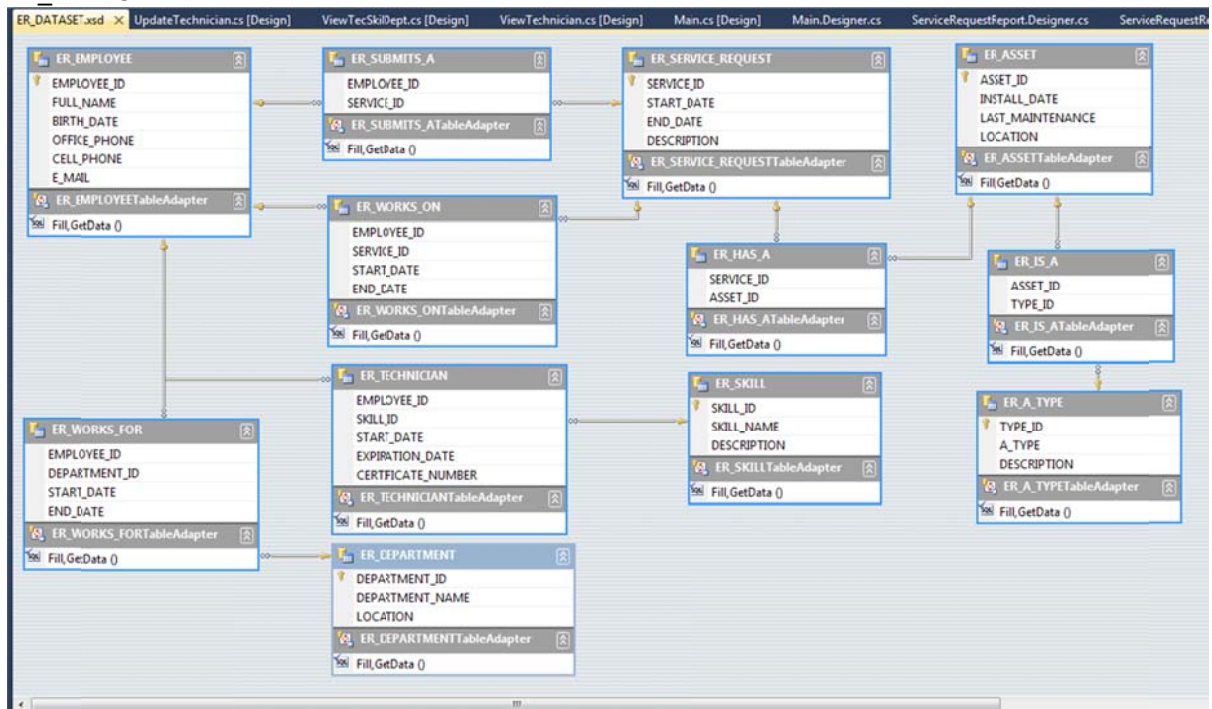 ER_DATASET.xsd × UpdateTechnician.cs [Design] ViewTecSkilDept.cs [Design] ViewTechnician.cs [Design] Main.cs [Design] Main.Designer.cs ServiceRequestReport.Designer.cs ServiceRequestRe
ER_EMPLOYEE
EMPLOYEE_ID
FULL_NAME
BIRTH_DATE
OFFICE_PHONE
CELL_PHONE
E_MAIL
ER_EMPLOYEETableAdapter
Fill,GetData ()
ER_SUBMITS_A
EMPLOYEE_ID
SERVICE_ID
ER_SUBMITS_ATableAdapter
Fill,GetData ()
ER_SERVICE_REQUEST
SERVICE_ID
START_DATE
END_DATE
DESCRIPTION
ER_SERVICE_REQUESTTableAdapter
Fill,GetData ()
ER_ASSET
ASSET_ID
INSTALL_DATE
LAST_MAINTENANCE
LOCATION
ER_ASSETTableAdapter
Fill,GetData ()
ER_WORKS_ON
EMPLOYEE_ID
SERVICE_ID
START_DATE
END_DATE
ER_WORKS_ONTableAdapter
Fill,GetData ()
ER_HAS_A
SERVICE_ID
ASSET_ID
ER_HAS_ATableAdapter
Fill,GetData ()
ER_IS_A
ASSET_ID
TYPE_ID
ER_IS_ATableAdapter
Fill,GetData ()
ER_TECHNICIAN
EMPLOYEE_ID
SKILL_ID
START_DATE
EXPIRATION_DATE
CERTFICATE_NUMBER
ER_TECHNICIANTableAdapter
Fill,GetData ()
ER_SKILL
SKILL_ID
SKILL_NAME
DESCRIPTION
ER_SKILLTableAdapter
Fill,GetData ()
ER_A_TYPE
TYPE_ID
A_TYPE
DESCRIPTION
ER_A_TYPETableAdapter
Fill,GetData ()
ER_WORKS_FOR
EMPLOYEE_ID
DEPARTMENT_ID
START_DATE
END_DATE
ER_WORKS_FORTableAdapter
Fill,GetData ()
ER_DEPARTMENT
DEPARTMENT_ID
DEPARTMENT_NAME
LOCATION
ER_DEPARTMENTTableAdapter
Fill,GetData ()